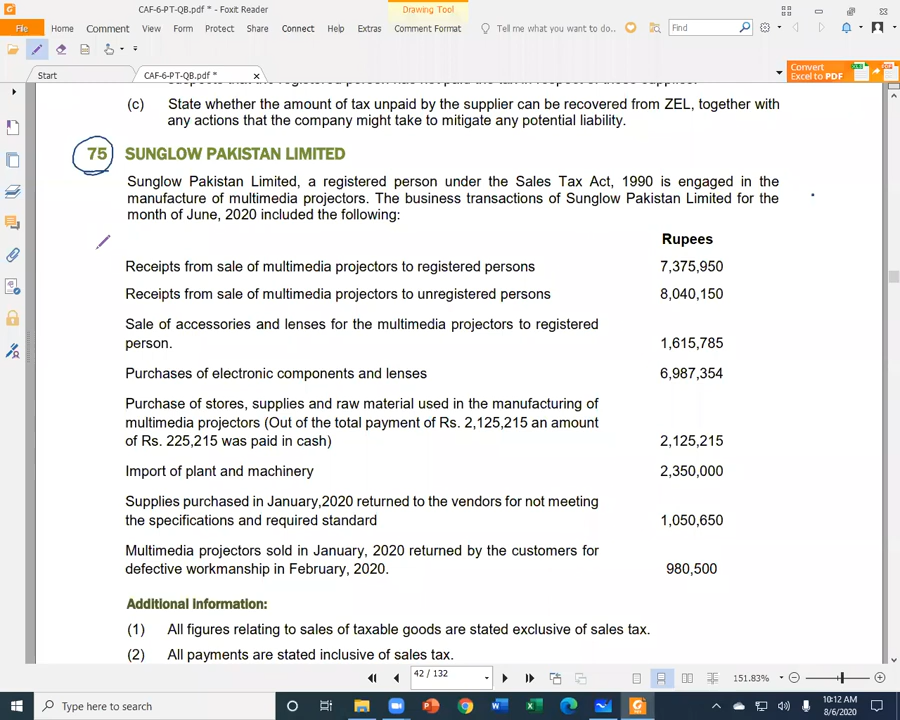 CAF-6-PT-QB.pdf * - Foxit Reader
Drawing Tool
File Home Comment View Form Protect Share Connect Help Extras Comment Format Tell me what you want to do.. Find
Start CAF-6-PT-QB.pdf *
Convert
Excel to PDF
(c) State whether the amount of tax unpaid by the supplier can be recovered from ZEL, together with
any actions that the company might take to mitigate any potential liability.
75 SUNGLOW PAKISTAN LIMITED
Sunglow Pakistan Limited, a registered person under the Sales Tax Act, 1990 is engaged in the
manufacture of multimedia projectors. The business transactions of Sunglow Pakistan Limited for the
month of June, 2020 included the following:
Rupees
Receipts from sale of multimedia projectors to registered persons 7,375,950
Receipts from sale of multimedia projectors to unregistered persons 8,040,150
Sale of accessories and lenses for the multimedia projectors to registered
person. 1,615,785
Purchases of electronic components and lenses 6,987,354
Purchase of stores, supplies and raw material used in the manufacturing of
multimedia projectors (Out of the total payment of Rs. 2,125,215 an amount
of Rs. 225,215 was paid in cash) 2,125,215
Import of plant and machinery 2,350,000
Supplies purchased in January,2020 returned to the vendors for not meeting
the specifications and required standard 1,050,650
Multimedia projectors sold in January, 2020 returned by the customers for
defective workmanship in February, 2020. 980,500
Additional information:
(1) All figures relating to sales of taxable goods are stated exclusive of sales tax.
(2) All payments are stated inclusive of sales tax.
42 / 132 151.83%
Type here to search
10:12 AM
8/6/2020